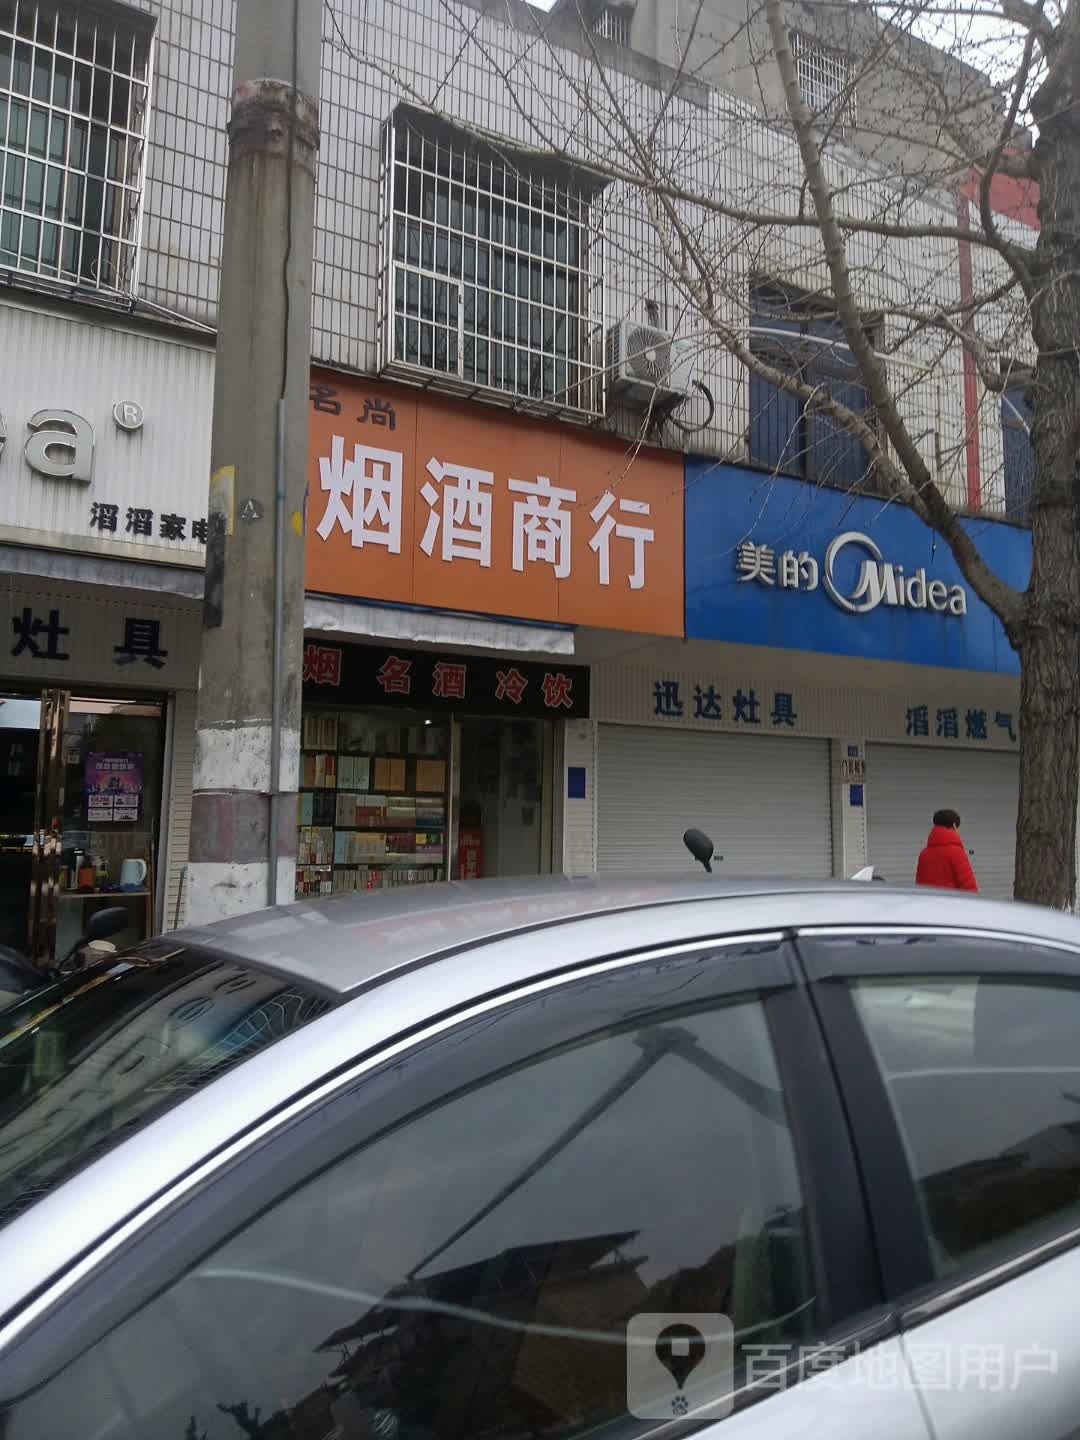 ea®
滔滔家电
灶具
名尚
烟酒商行
烟 名酒 冷饮
美的 Midea
迅达灶具
滔滔燃气
百度地图用户